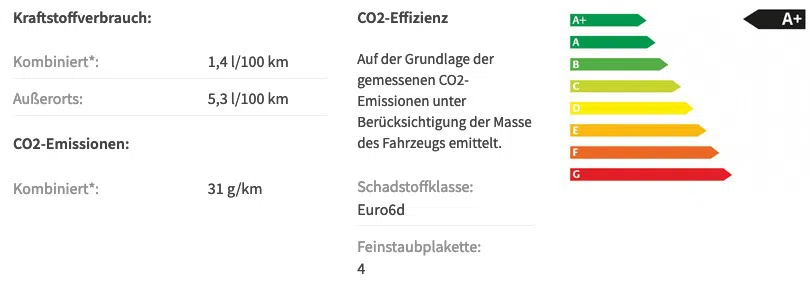 Kraftstoffverbrauch:
Kombiniert*: 1,4 l/100 km
Außerorts: 5,3 l/100 km
CO2-Emissionen:
Kombiniert*: 31 g/km
CO2-Effizienz
Auf der Grundlage der
gemessenen CO2-
Emissionen unter
Berücksichtigung der Masse
des Fahrzeugs emittelt.
Schadstoffklasse:
Euro6d
Feinstaubplakette:
4
A+
A
B
C
D
E
F
G
A+